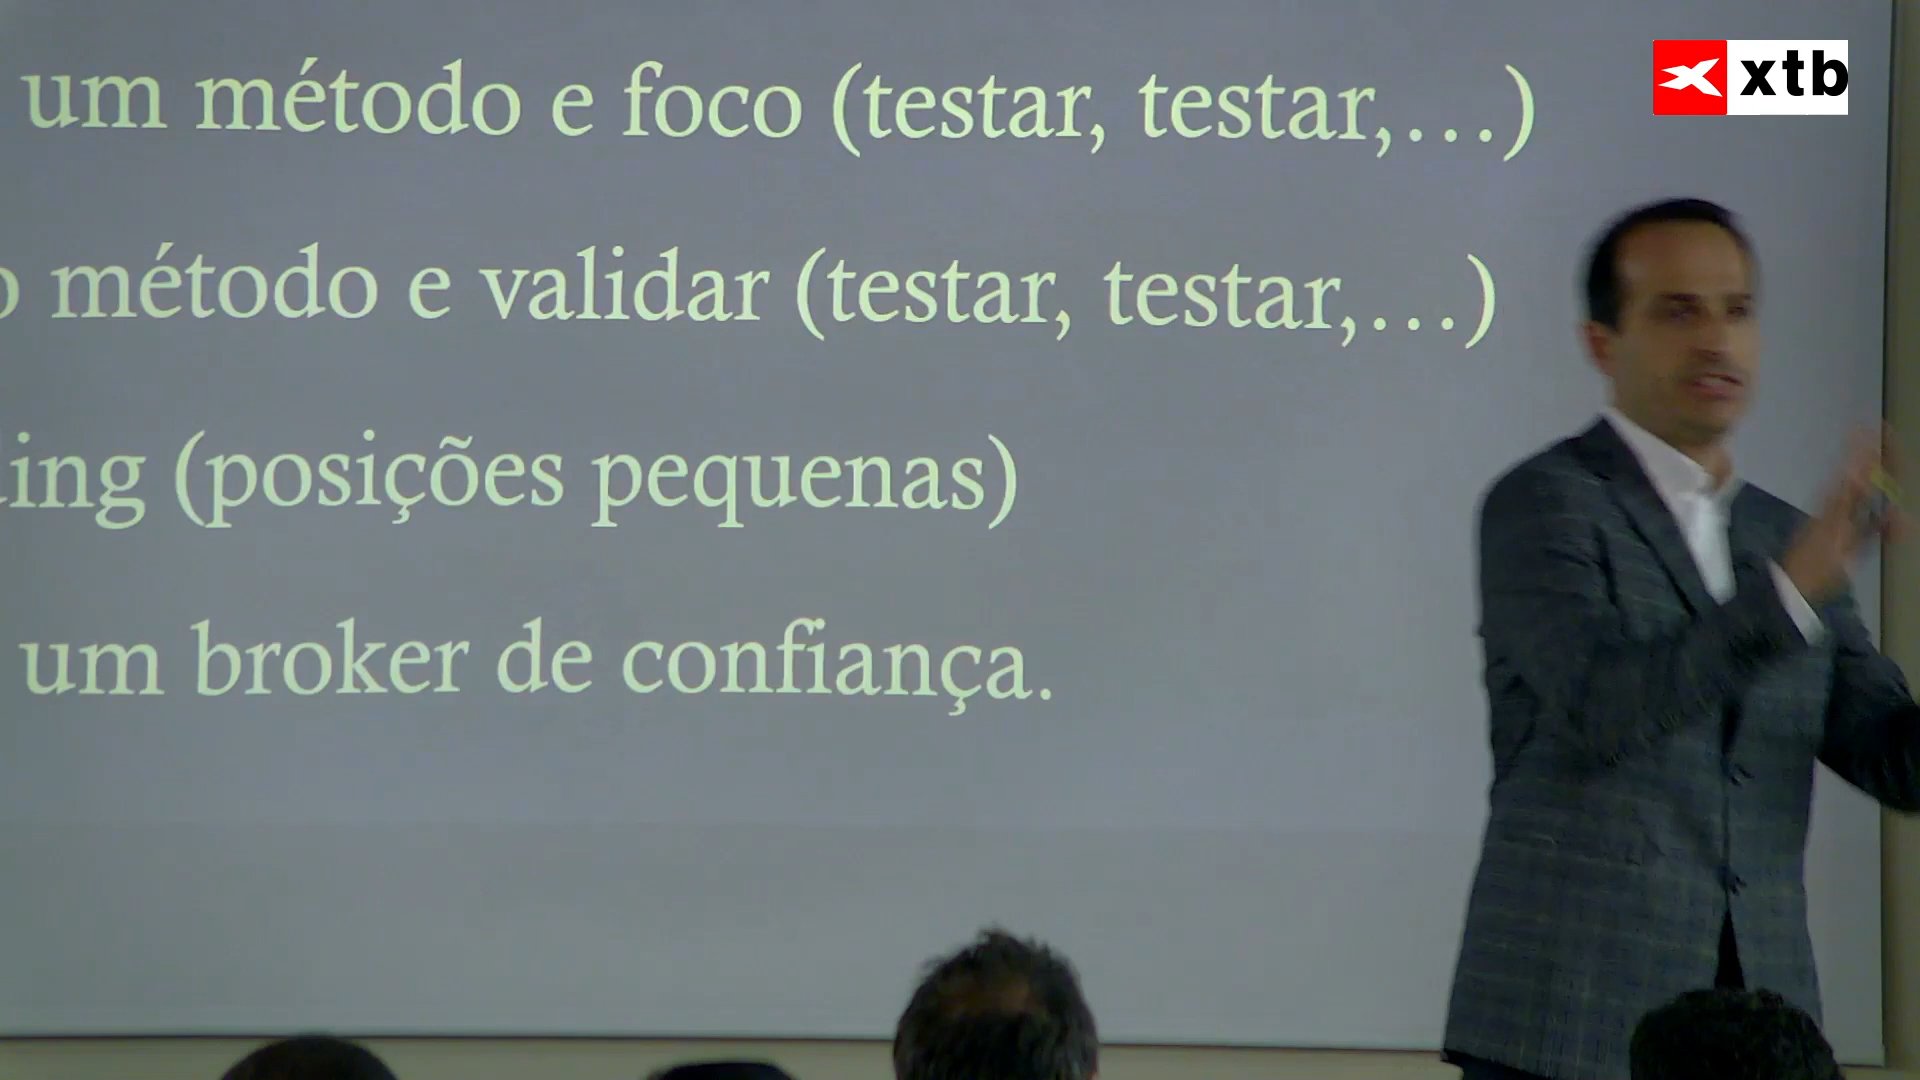 um método e foco (testar, testar,…)
xtb
método e validar (testar, testar,…)
ing (posições pequenas)
um broker de confiança.